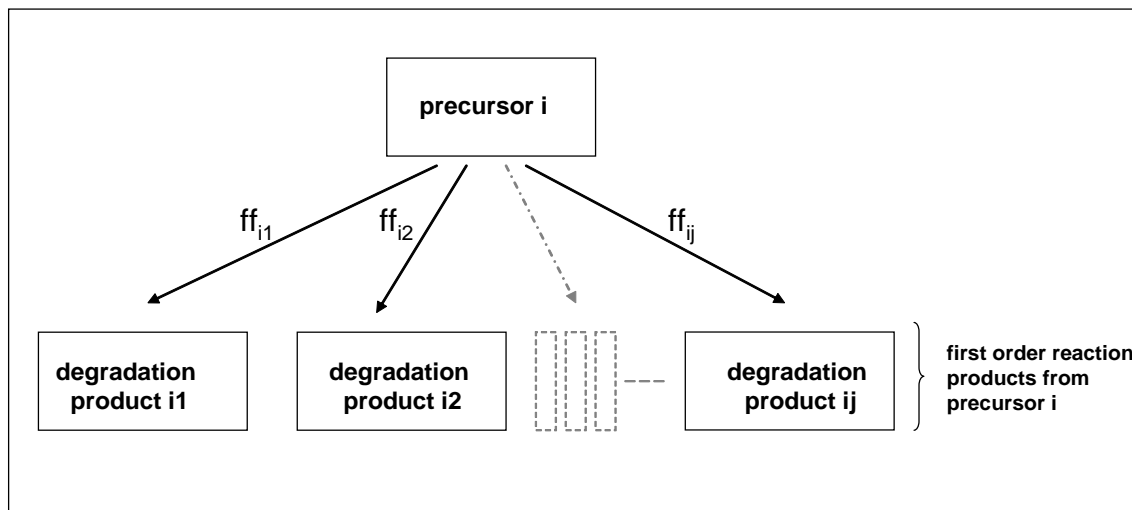 precursor i
ff_i1
ff_i2
ff_ij
degradation
product i1
degradation
product i2
degradation
product ij
first order reaction
products from
precursor i